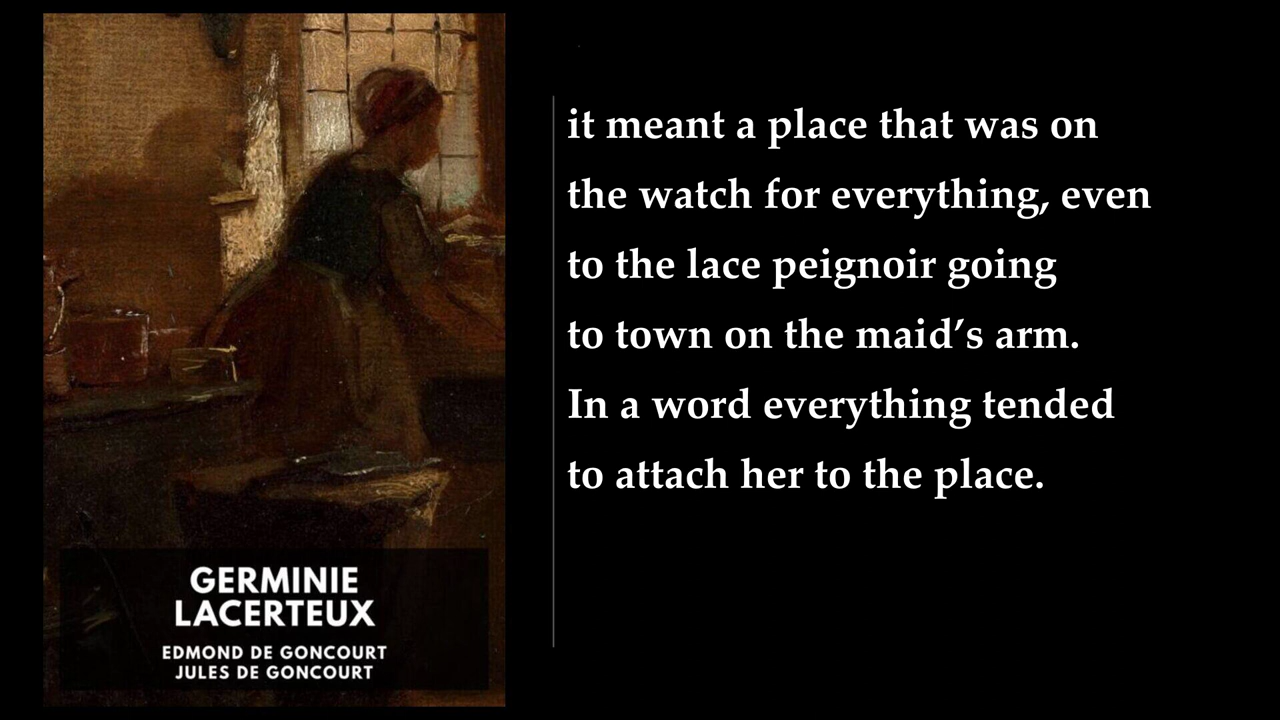 it meant a place that was on
the watch for everything, even
to the lace peignoir going
to town on the maid’s arm.
In a word everything tended
to attach her to the place.
GERMINIE
LACERTEUX
EDMOND DE GONCOURT
JULES DE GONCOURT